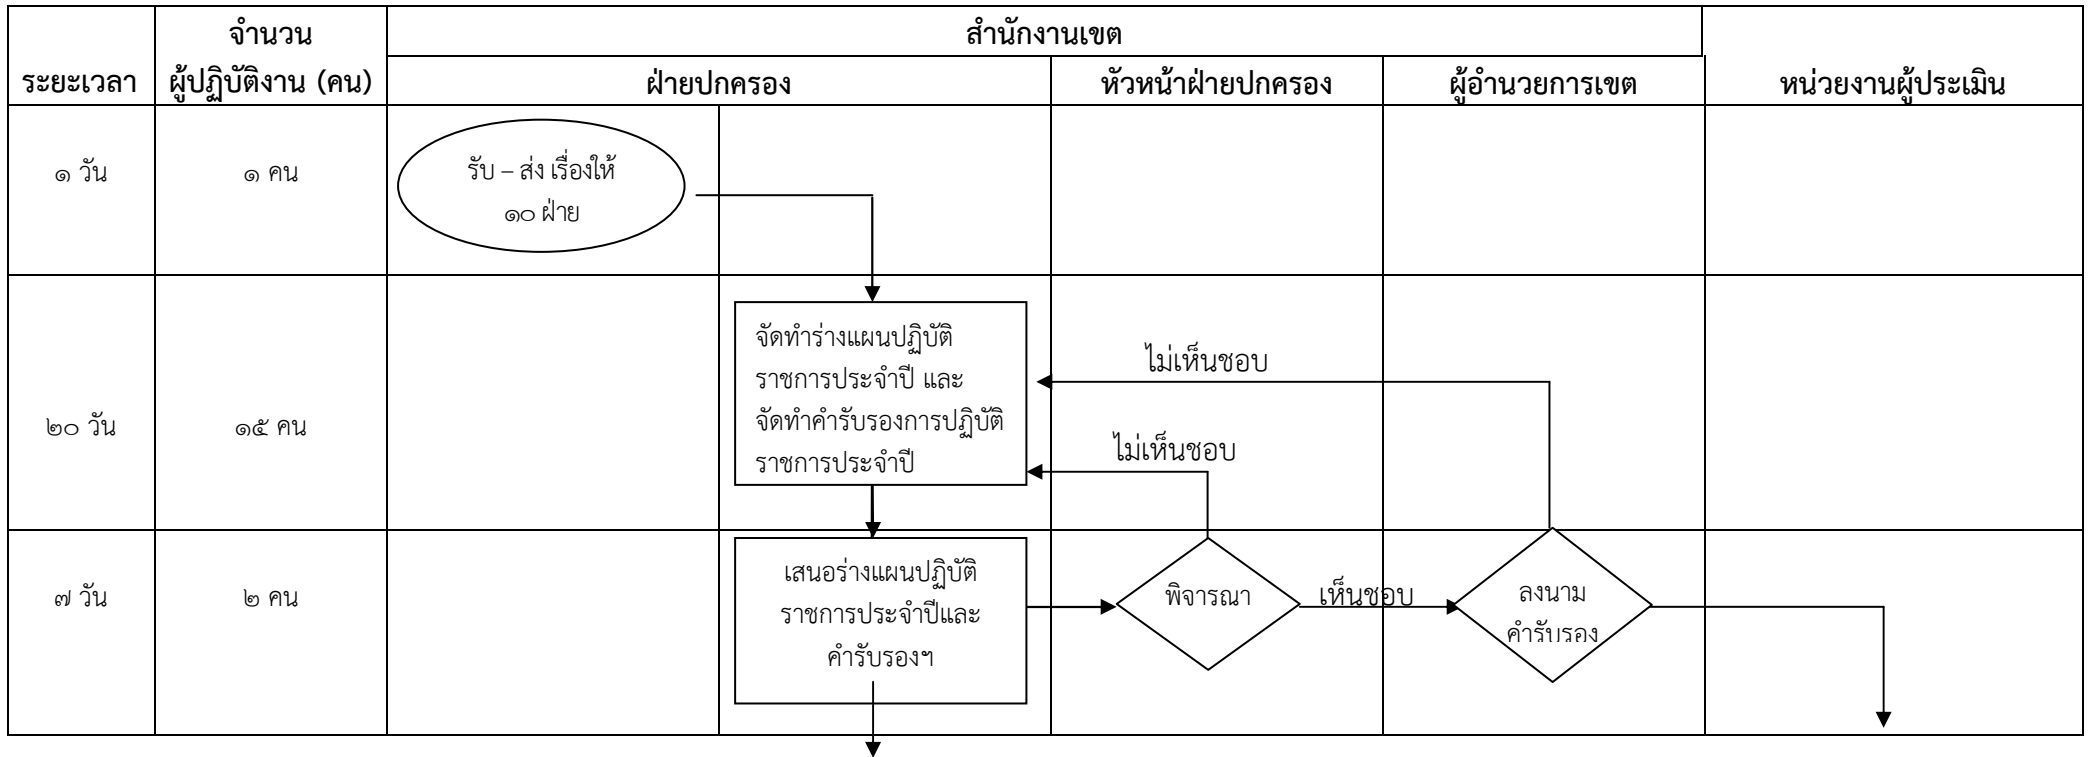 ระยะเวลา
จำนวน
ผู้ปฏิบัติงาน (คน)
สำนักงานเขต
ฝ่ายปกครอง
หัวหน้าฝ่ายปกครอง
ผู้อำนวยการเขต
หน่วยงานผู้ประเมิน
๑ วัน
๑ คน
รับ – ส่ง เรื่องให้
๑๐ ฝ่าย
๒๐ วัน
๑๕ คน
จัดทำร่างแผนปฏิบัติ
ราชการประจำปี และ
จัดทำคำรับรองการปฏิบัติ
ราชการประจำปี
ไม่เห็นชอบ
ไม่เห็นชอบ
๗ วัน
๒ คน
เสนอร่างแผนปฏิบัติ
ราชการประจำปีและ
คำรับรองฯ
พิจารณา
เห็นชอบ
ลงนาม
คำรับรอง